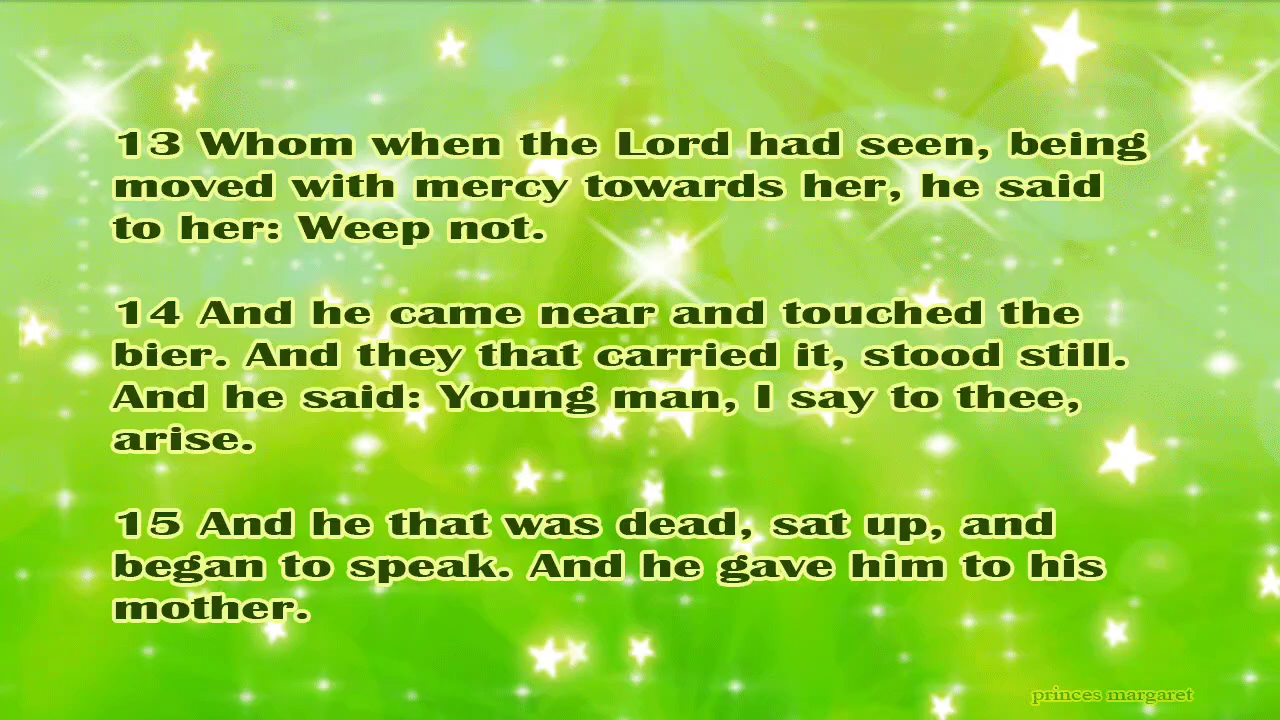 13 Whom when the Lord had seen, being
moved with mercy towards her, he said
to her: Weep not.
14 And he came near and touched the
bier. And they that carried it, stood still.
And he said: Young man, I say to thee,
arise.
15 And he that was dead, sat up, and
began to speak. And he gave him to his
mother.
princes margaret